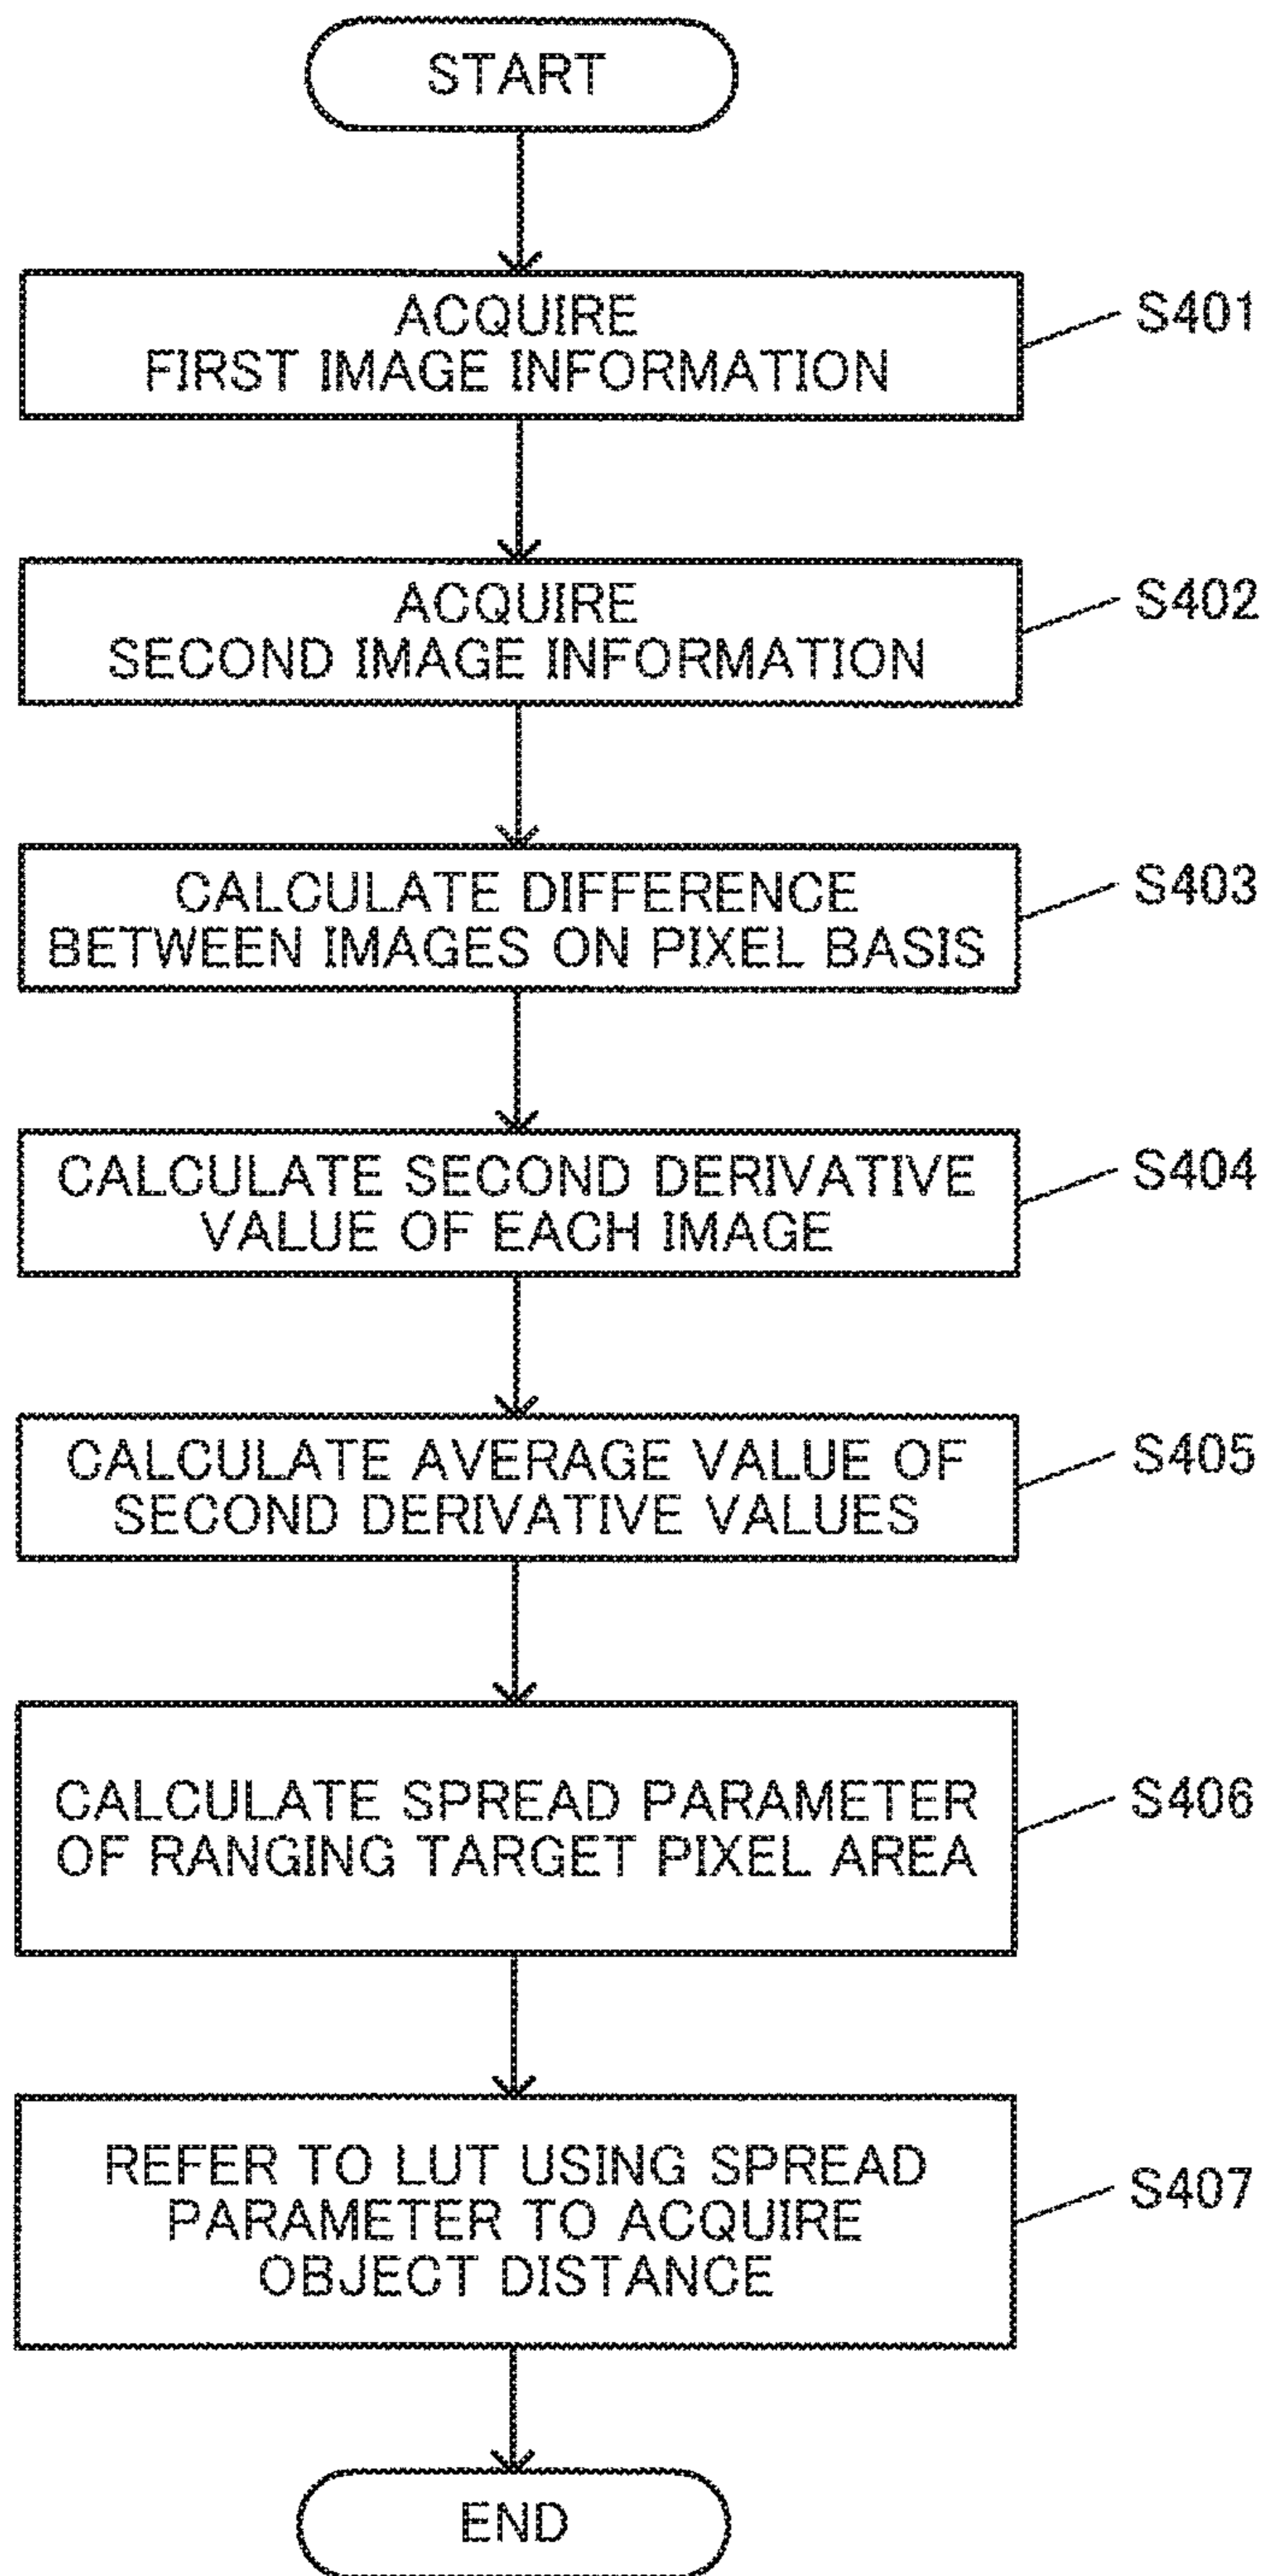 START
ACQUIRE
FIRST IMAGE INFORMATION
S401
ACQUIRE
SECOND IMAGE INFORMATION
S402
CALCULATE DIFFERENCE
BETWEEN IMAGES ON PIXEL BASIS
S403
CALCULATE SECOND DERIVATIVE
VALUE OF EACH IMAGE
S404
CALCULATE AVERAGE VALUE OF
SECOND DERIVATIVE VALUES
S405
CALCULATE SPREAD PARAMETER
OF RANGING TARGET PIXEL AREA
S406
REFER TO LUT USING SPREAD
PARAMETER TO ACQUIRE
OBJECT DISTANCE
S407
END